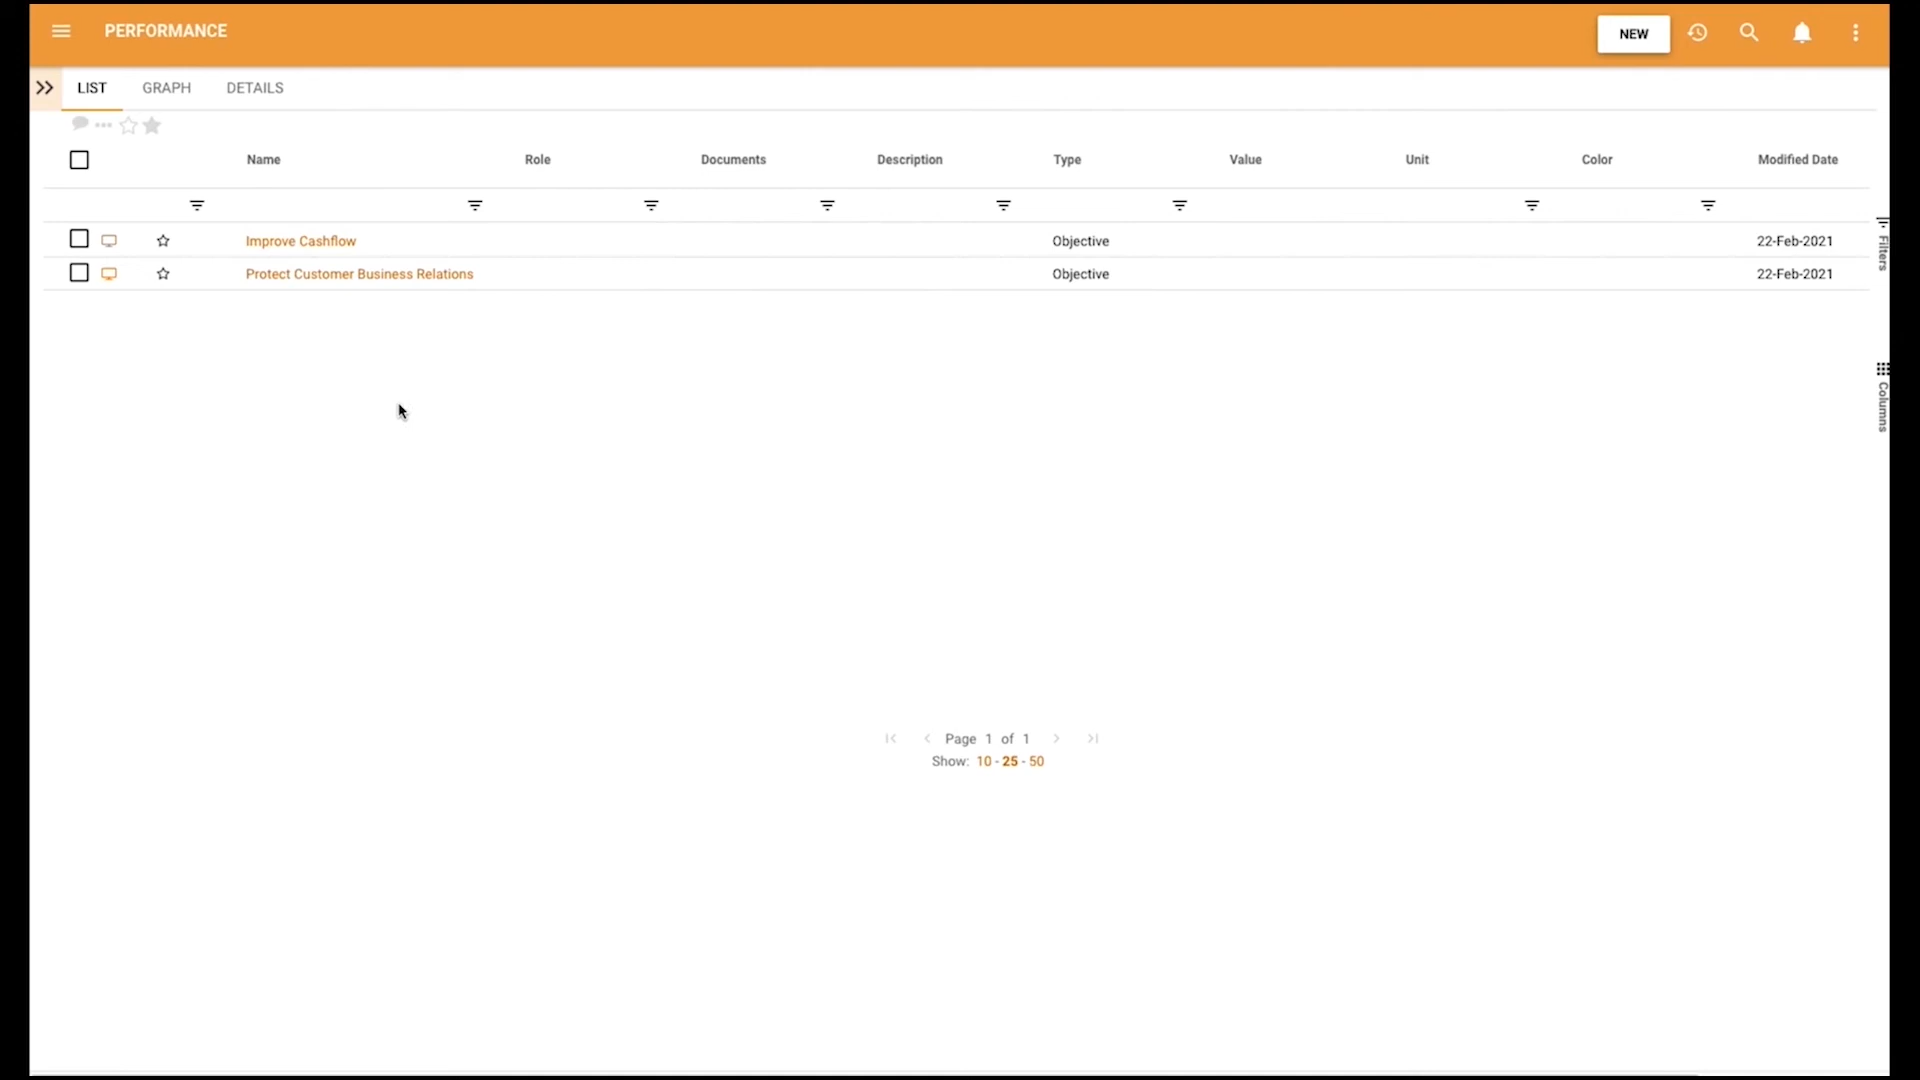 PERFORMANCE
NEW
LIST GRAPH DETAILS
Name Role Documents Description Type Value Unit Color Modified Date
Improve Cashflow Objective 22-Feb-2021
Protect Customer Business Relations Objective 22-Feb-2021
Filters
Columns
Page 1 of 1
Show: 10 - 25 - 50